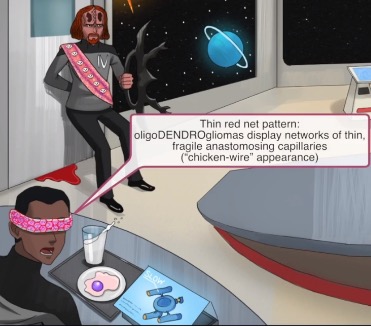 Thin red net pattern:
oligoDENDROgliomas display networks of thin,
fragile anastomosing capillaries
("chicken-wire" appearance)